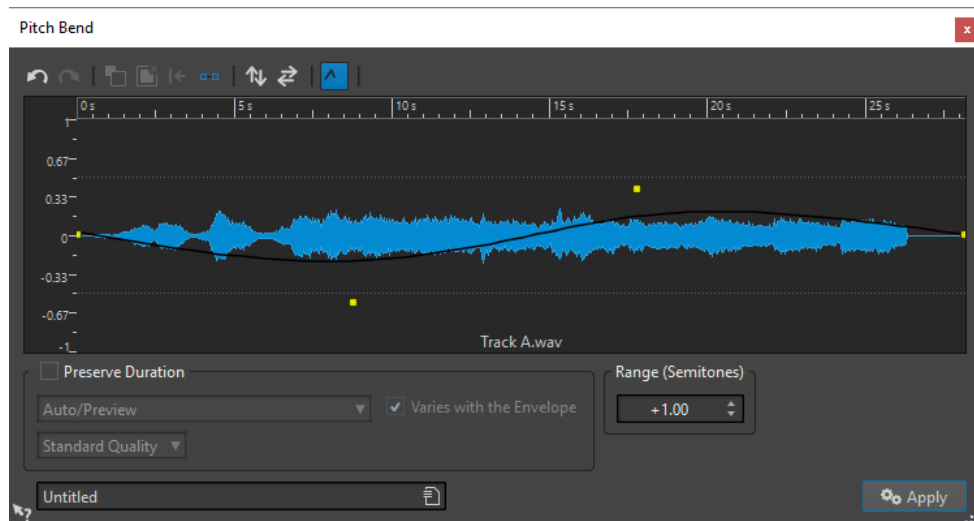 Pitch Bend
x
0 s 5 s 10 s 15 s 20 s 25 s
1
0.67
0.33
0
-0.33
-0.67
-1
Track A.wav
Preserve Duration
Range (Semitones)
Auto/Preview
Varies with the Envelope
+1.00
Standard Quality
Untitled
Apply
?